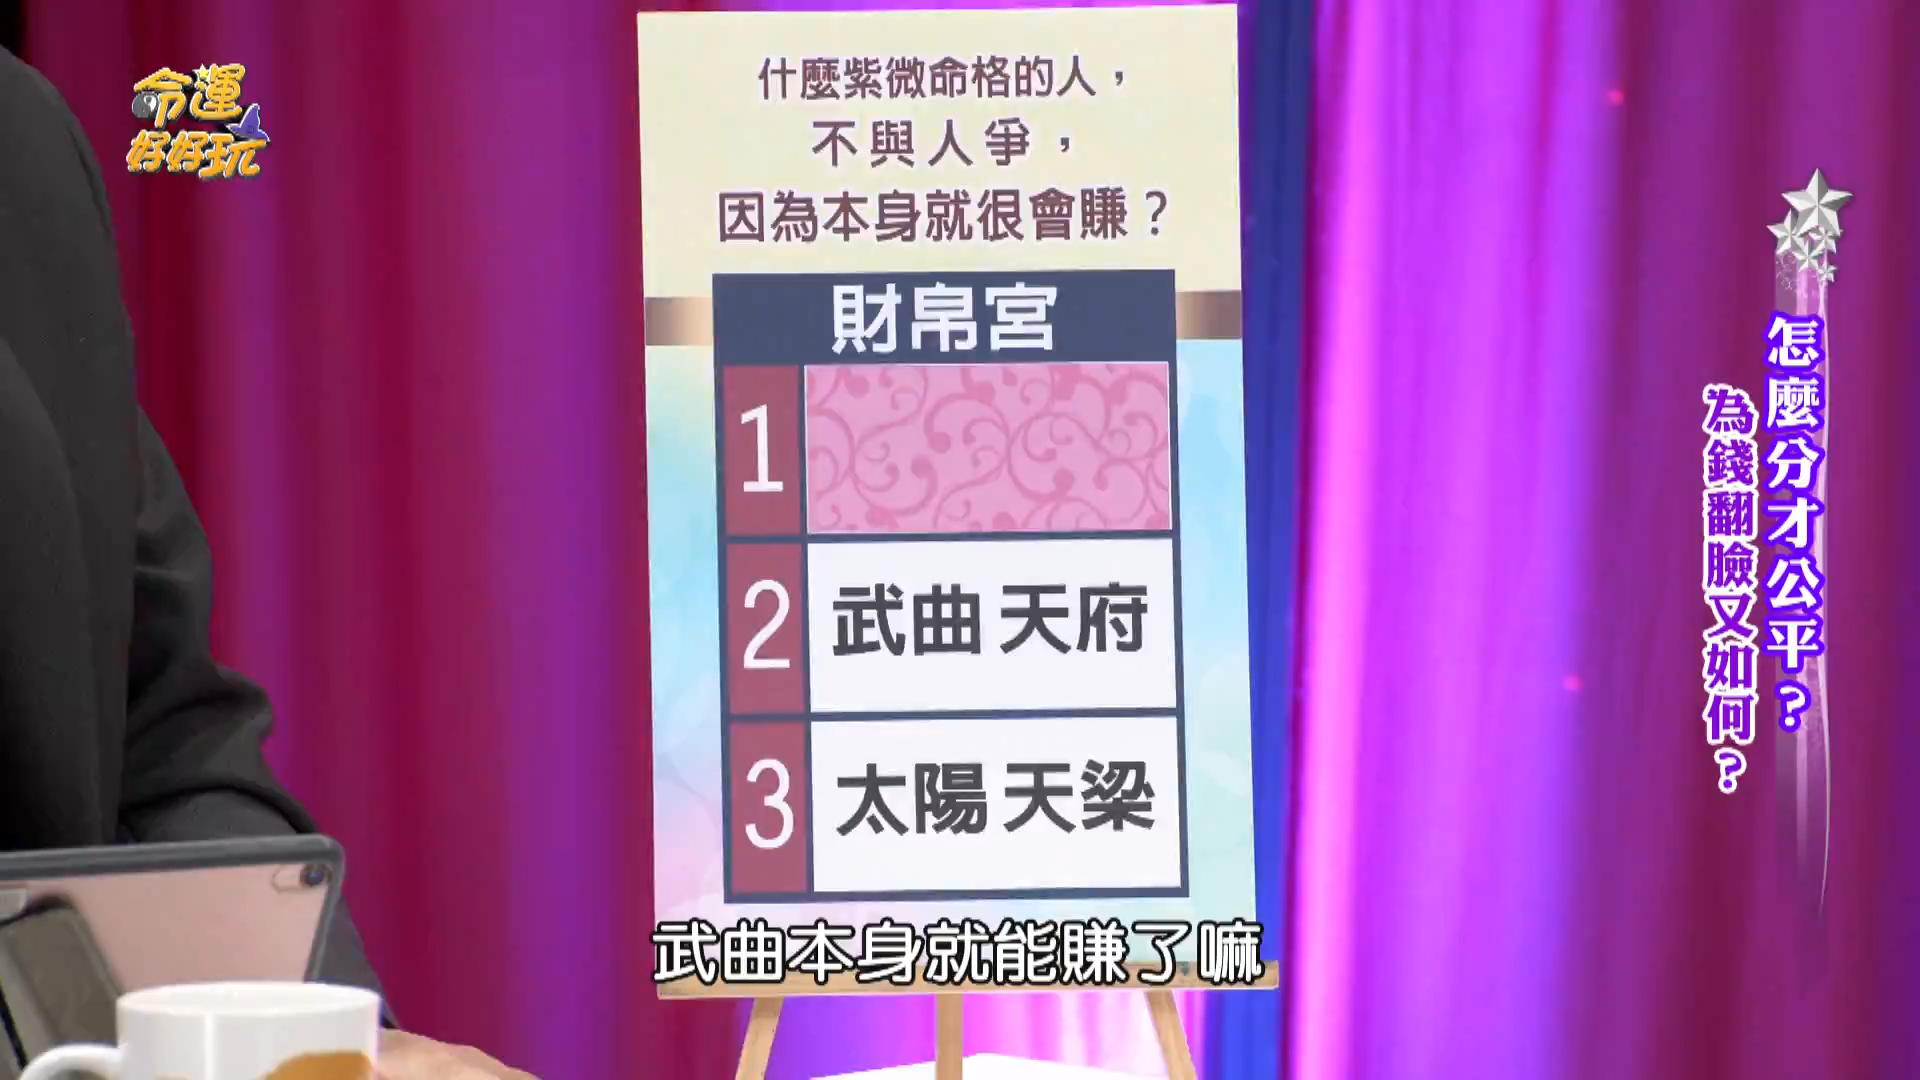 命運
好好玩
什麼紫微命格的人，
不與人爭，
因為本身就很會賺？
財帛宮
1
2 武曲 天府
3 太陽 天梁
怎麼分才公平？
為錢翻臉又如何？
武曲本身就能賺了嘛